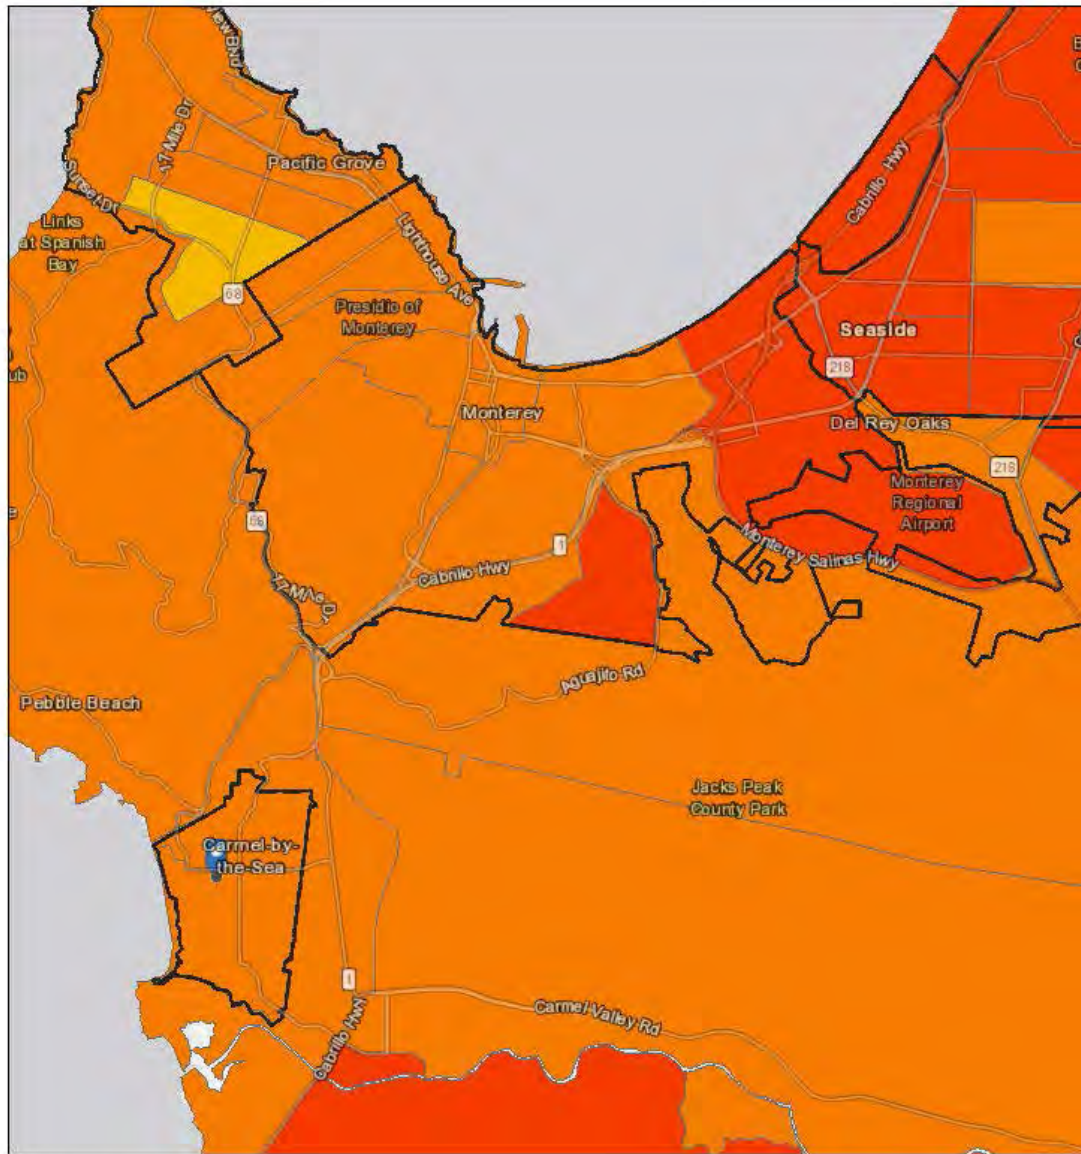 View Blvd
17 Mile Dr
Pacific Grove
Sunset Dr
Links
at Spanish
Bay
Lighthouse Ave
68
Presidio of
Monterey
Cabrillo Hwy
Seaside
218
Monterey
Del Rey Oaks
218
Monterey
Regional
Airport
68
1
Monterey Salinas Hwy
Cabrillo Hwy
17 Mile Dr
Aguajito Rd
Pebble Beach
Jacks Peak
County Park
Carmel-by-
the-Sea
1
Carmel Valley Rd
Cabrillo Hwy